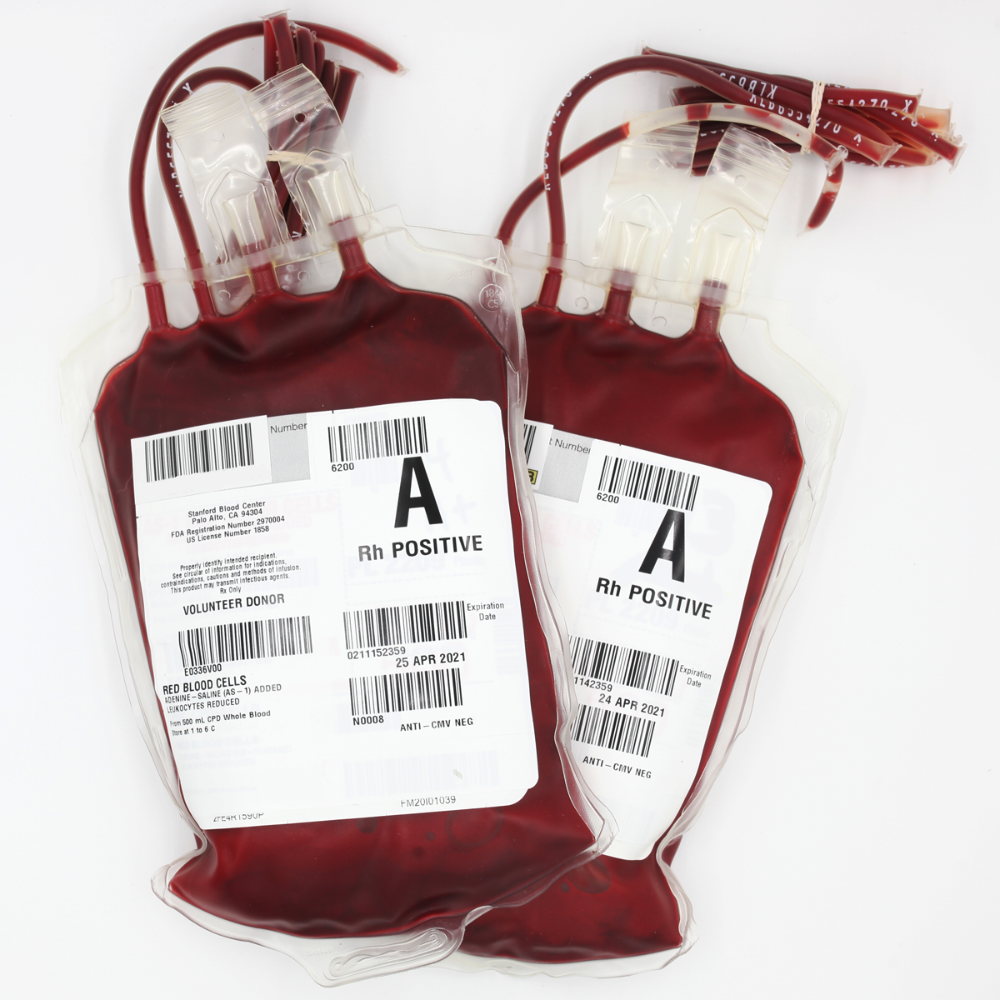 Number
6200
A
Rh POSITIVE
Stanford Blood Center
Palo Alto, CA 94304
FDA Registration Number 2970004
US License Number 1858
Properly identify intended recipient.
See circular of information for indications,
contraindications, cautions and methods of infusion.
This product may transmit infectious agents.
Rx Only
VOLUNTEER DONOR
E0336V00
RED BLOOD CELLS
ADENINE-SALINE (AS-1) ADDED
LEUKOCYTES REDUCED
From 500 mL CPD Whole Blood
Store at 1 to 6 C
Expiration
Date
0211152359
25 APR 2021
N0008
ANTI-CMV NEG
FM20I01039
t Number
6200
A
Rh POSITIVE
Expiration
Date
1142359
24 APR 2021
ANTI-CMV NEG